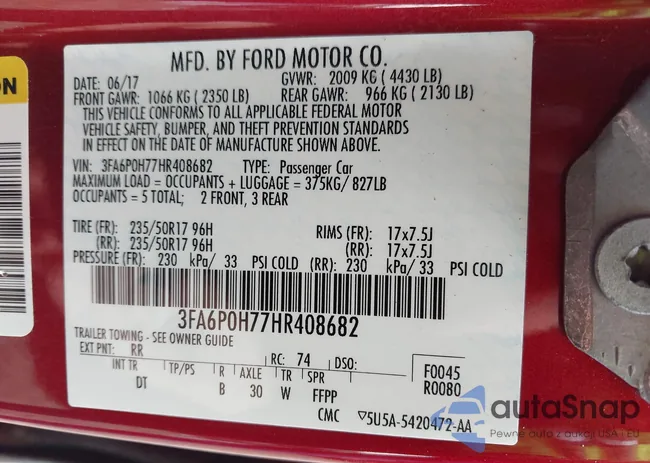 ON
MFD. BY FORD MOTOR CO.
DATE: 06/17 GVWR: 2009 KG ( 4430 LB)
FRONT GAWR: 1066 KG ( 2350 LB) REAR GAWR: 966 KG ( 2130 LB)
THIS VEHICLE CONFORMS TO ALL APPLICABLE FEDERAL MOTOR
VEHICLE SAFETY, BUMPER, AND THEFT PREVENTION STANDARDS
IN EFFECT ON THE DATE OF MANUFACTURE SHOWN ABOVE.
VIN: 3FA6P0H77HR408682 TYPE: Passenger Car
MAXIMUM LOAD = OCCUPANTS + LUGGAGE = 375KG/ 827LB
OCCUPANTS = 5 TOTAL; 2 FRONT, 3 REAR
TIRE (FR): 235/50R17 96H RIMS (FR): 17x7.5J
(RR): 235/50R17 96H (RR): 17x7.5J
PRESSURE (FR): 230 kPa/ 33 PSI COLD (RR): 230 kPa/ 33 PSI COLD
3FA6P0H77HR408682
TRAILER TOWING - SEE OWNER GUIDE
EXT PNT: RR RC: 74 DSO: F0045
INT TR TP/PS R AXLE TR SPR R0080
DT B 30 W FFPP
CMC ▽5U5A-5420472-AA
autoSnap
Pewne auto z aukcji USA i EU